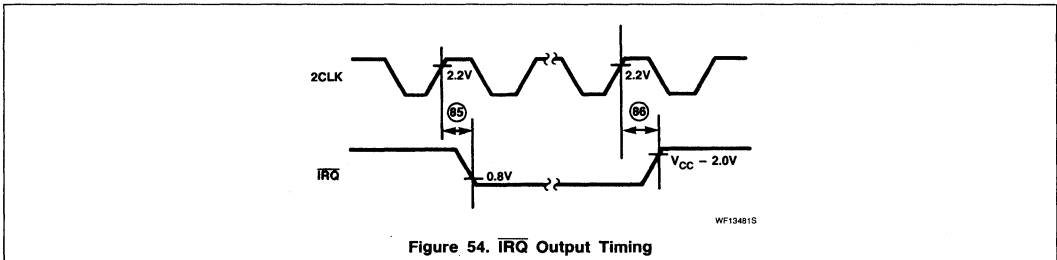 2CLK
2.2V
2.2V
85
86
IRQ
0.8V
VCC – 2.0V
WF13481S
Figure 54. IRQ Output Timing